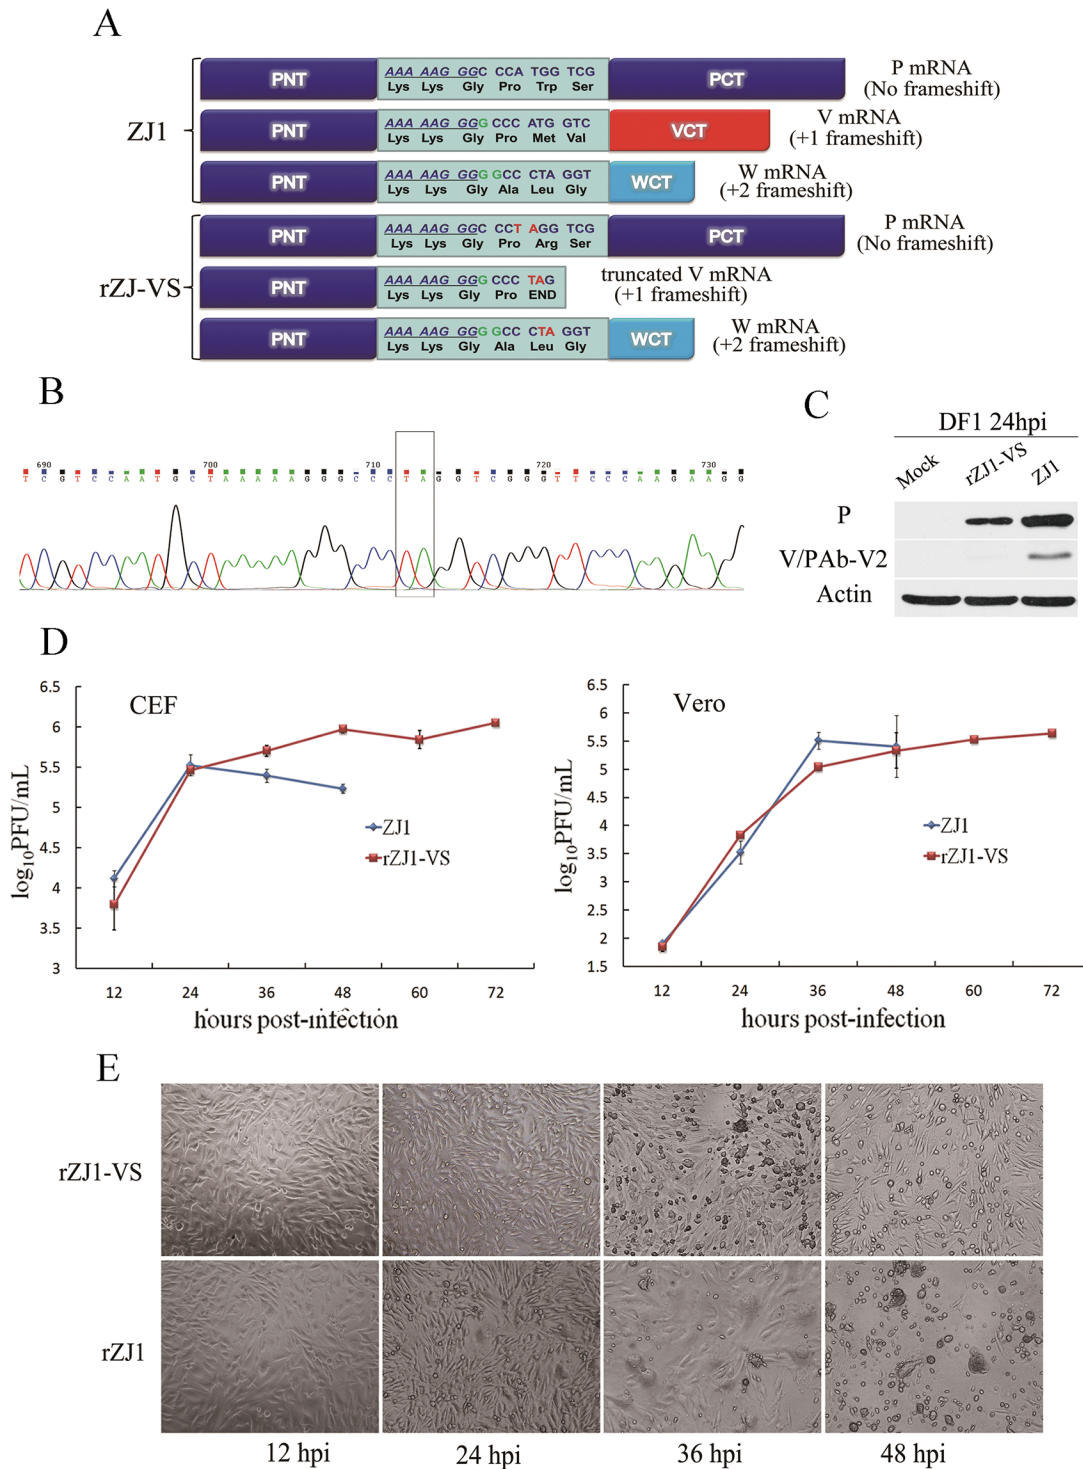 A
ZJ1
PNT
AAA AAG GGC CCA TGG TCG
Lys Lys Gly Pro Trp Ser
PCT
P mRNA
(No frameshift)
PNT
AAA AAG GGG CCC ATG GTC
Lys Lys Gly Pro Met Val
VCT
V mRNA
(+1 frameshift)
PNT
AAA AAG GGG GCC CTA GGT
Lys Lys Gly Ala Leu Gly
WCT
W mRNA
(+2 frameshift)
rZJ-VS
PNT
AAA AAG GGC CCT AGG TCG
Lys Lys Gly Pro Arg Ser
PCT
P mRNA
(No frameshift)
PNT
AAA AAG GGG CCC TAG
Lys Lys Gly Pro END
truncated V mRNA
(+1 frameshift)
PNT
AAA AAG GGG GCC CTA GGT
Lys Lys Gly Ala Leu Gly
WCT
W mRNA
(+2 frameshift)
B
690 700 710 720 730
T C G T C C A A T G C T A A A A A G G G C C C T A G G T C G G G T T C C C A A G A A G G
C
DF1 24hpi
Mock rZJ1-VS ZJ1
P
V/PAb-V2
Actin
D
CEF
log10PFU/mL
6.5
6
5.5
5
4.5
4
3.5
3
12 24 36 48 60 72
hours post-infection
ZJ1
rZJ1-VS
Vero
log10PFU/mL
6.5
5.5
5.5
4.5
4.5
3.5
3.5
2.5
2.5
1.5
12 24 36 48 60 72
hours post-infection
ZJ1
rZJ1-VS
E
rZJ1-VS
rZJ1
12 hpi 24 hpi 36 hpi 48 hpi